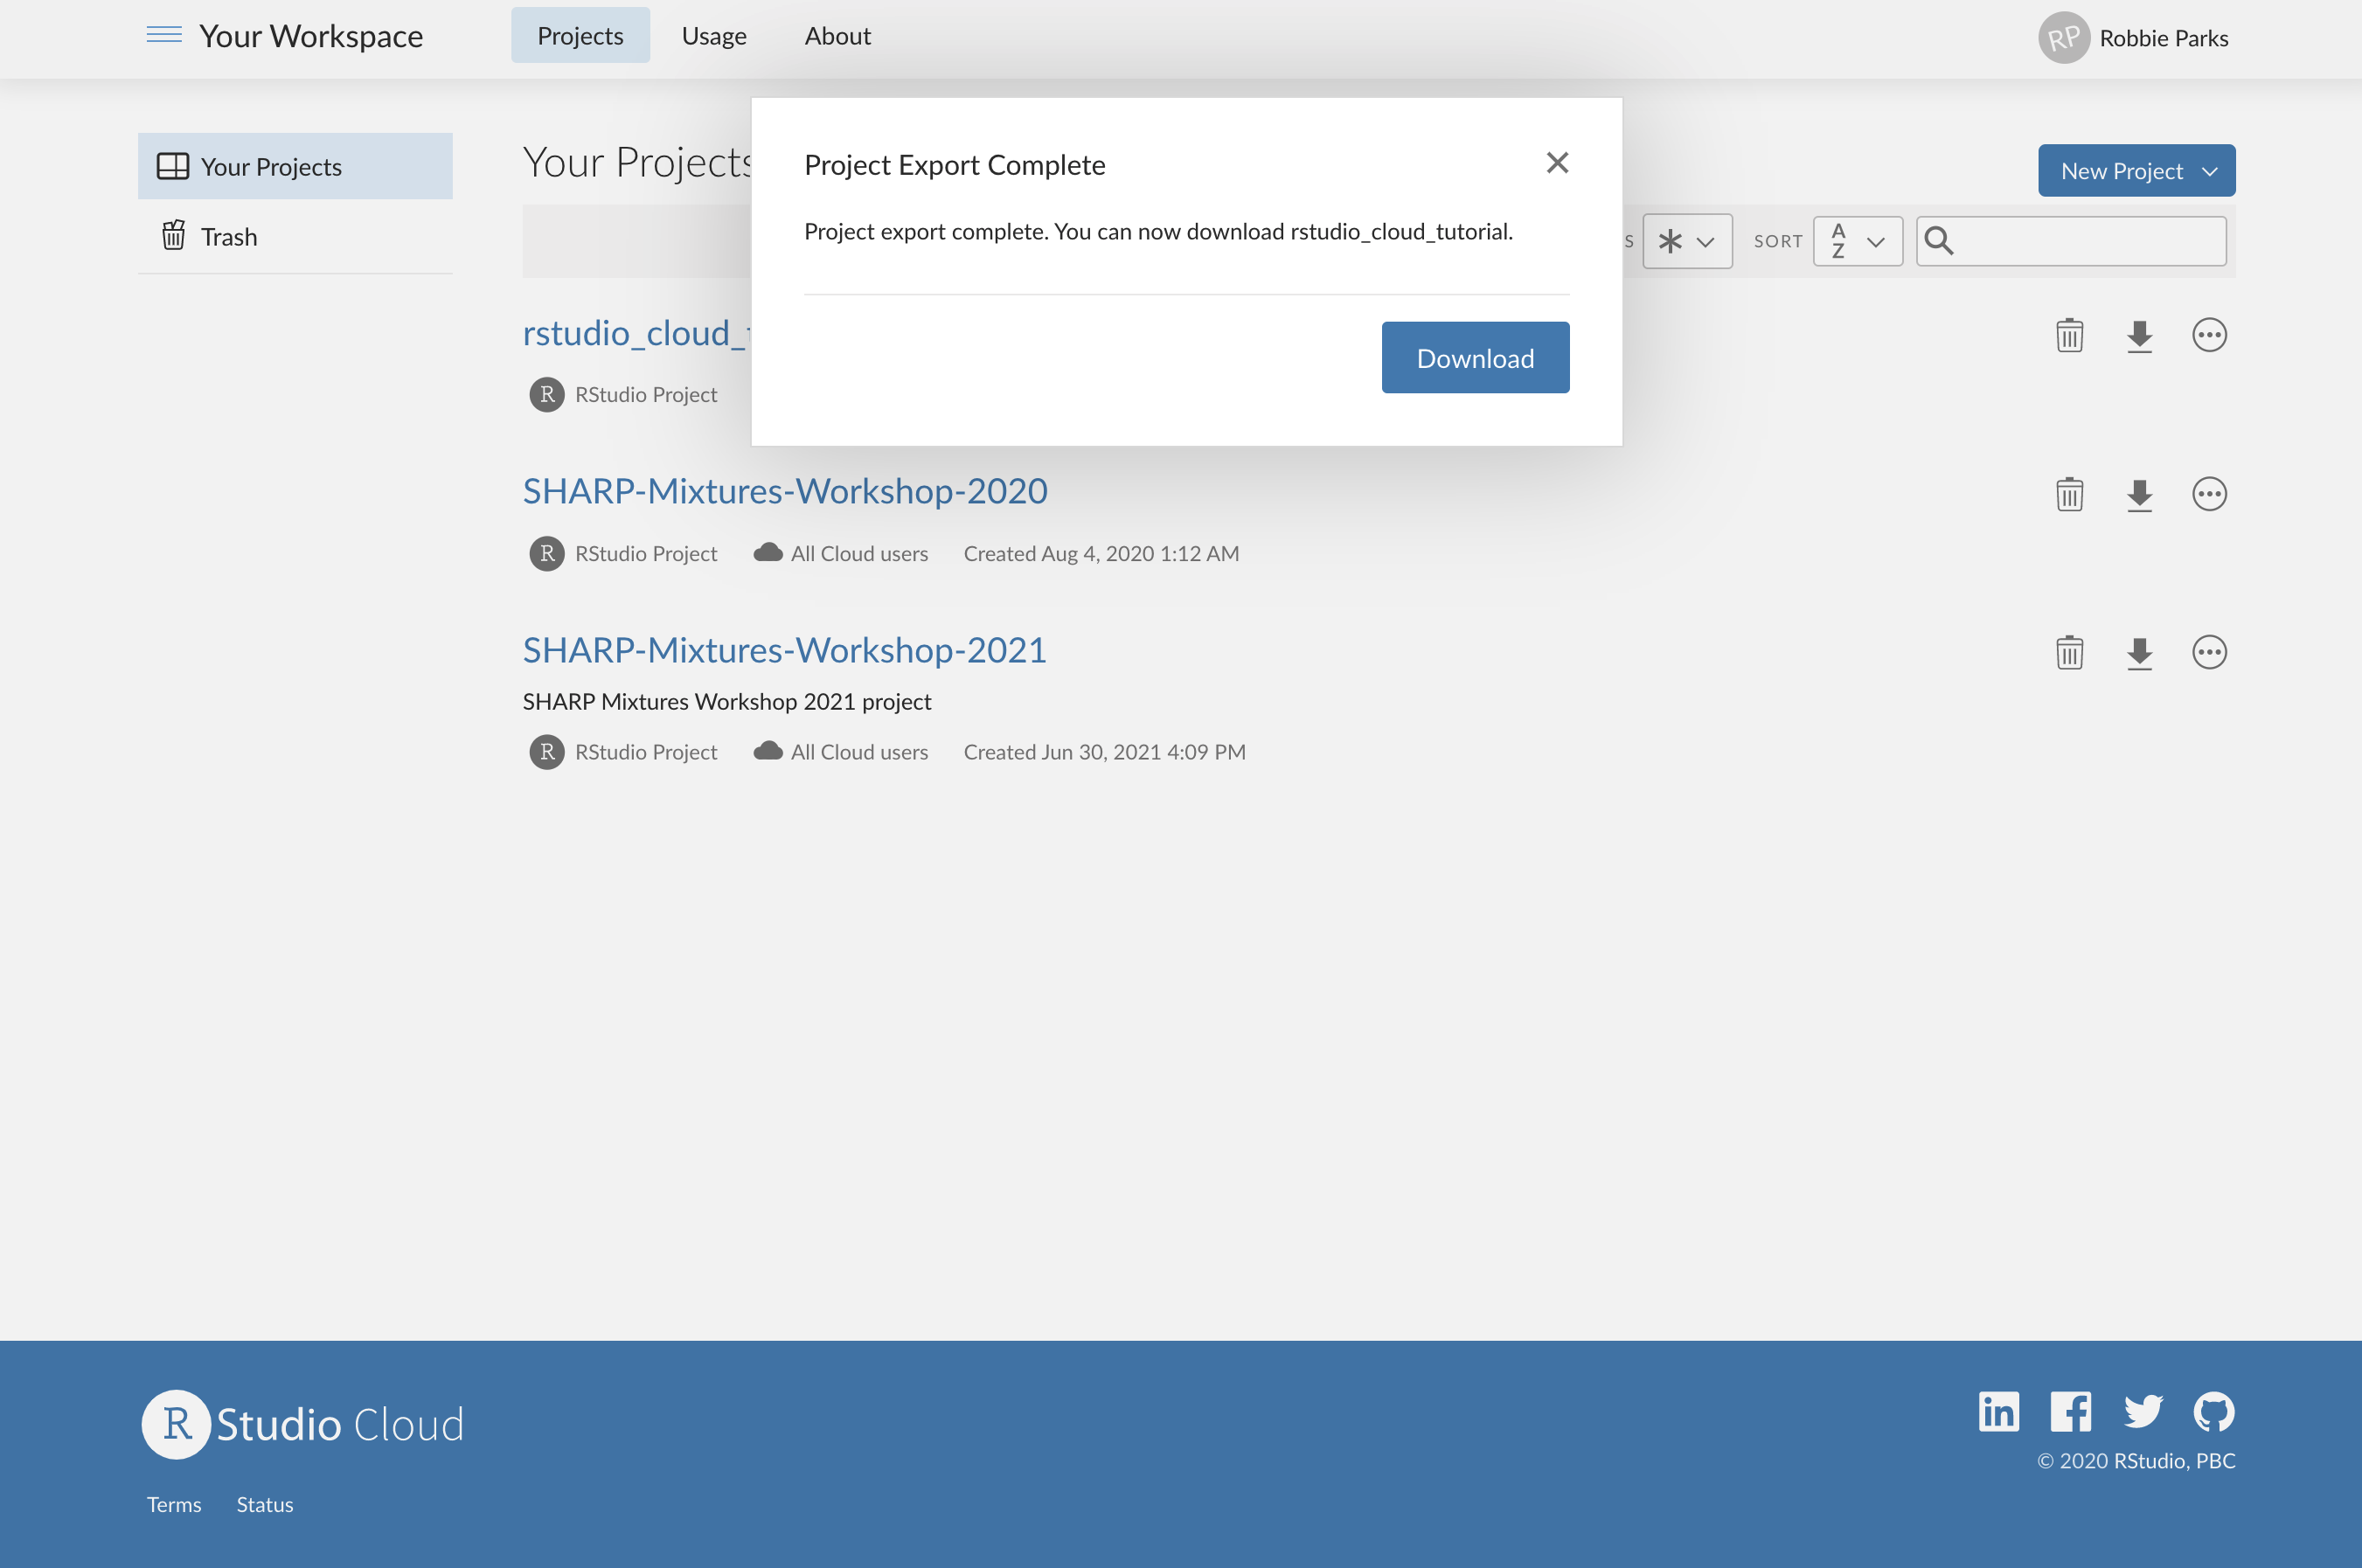 Your Workspace
Projects
Usage
About
RP
Robbie Parks
Your Projects
Trash
Your Projects
New Project
Project Export Complete
Project export complete. You can now download rstudio_cloud_tutorial.
Download
S
SORT
A
Z
rstudio_cloud_t
R RStudio Project
SHARP-Mixtures-Workshop-2020
R RStudio Project All Cloud users Created Aug 4, 2020 1:12 AM
SHARP-Mixtures-Workshop-2021
SHARP Mixtures Workshop 2021 project
R RStudio Project All Cloud users Created Jun 30, 2021 4:09 PM
R Studio Cloud
in
f
© 2020 RStudio, PBC
Terms Status